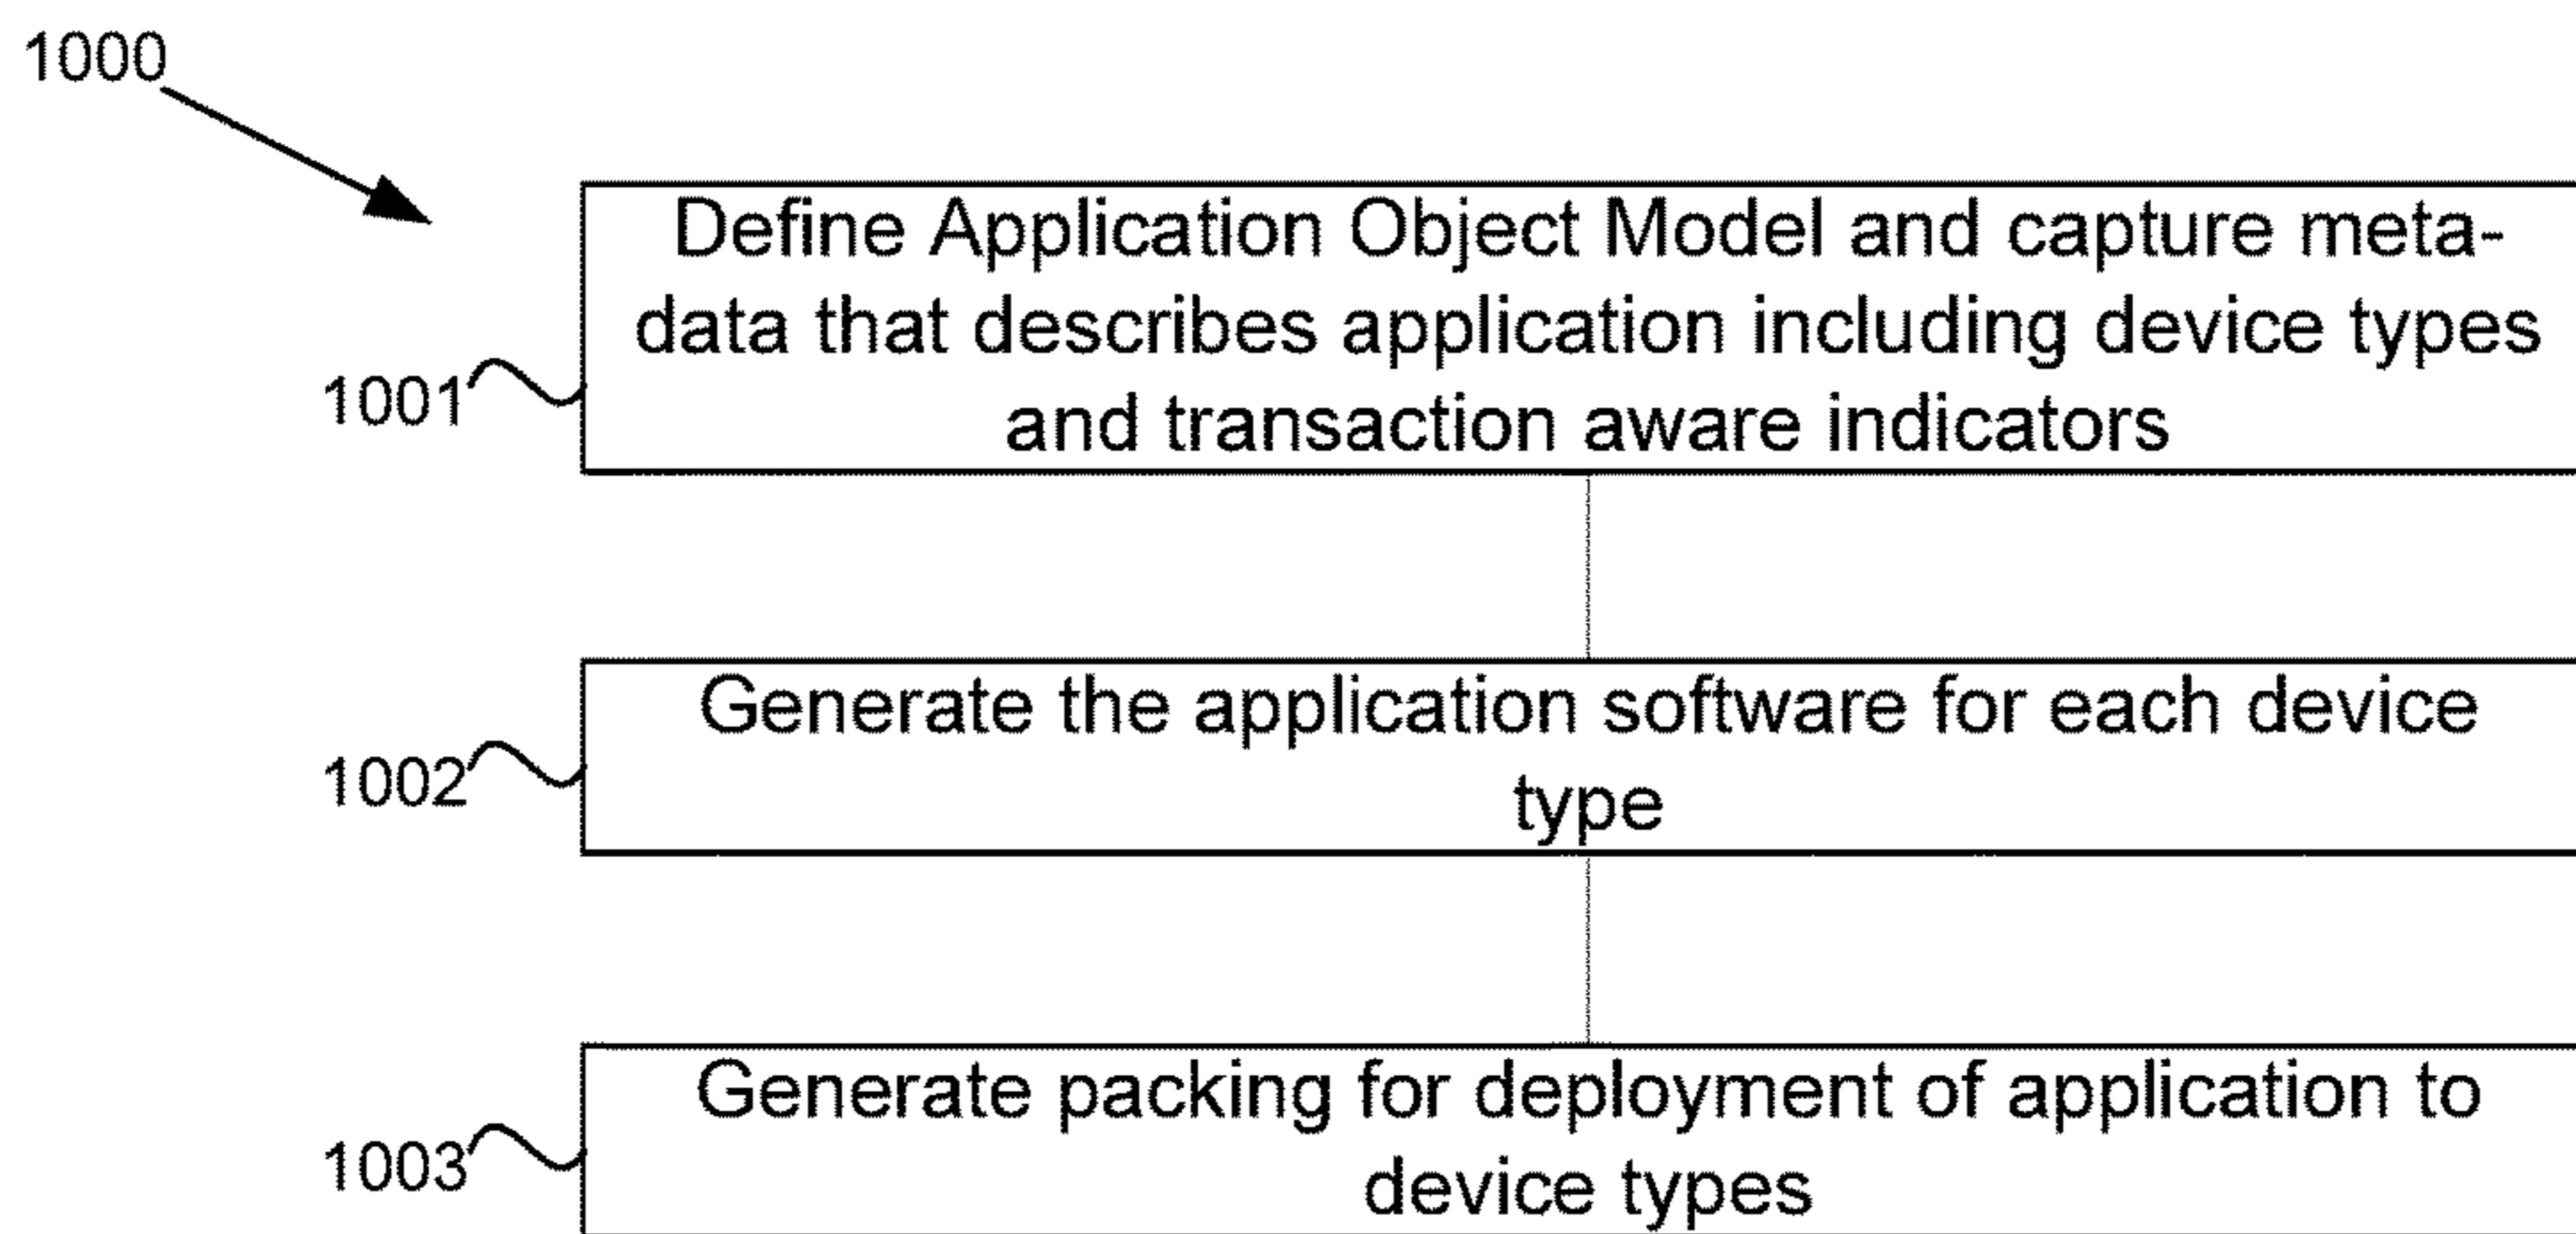 1000
Define Application Object Model and capture meta-
data that describes application including device types
and transaction aware indicators
1001
Generate the application software for each device
type
1002
Generate packing for deployment of application to
device types
1003